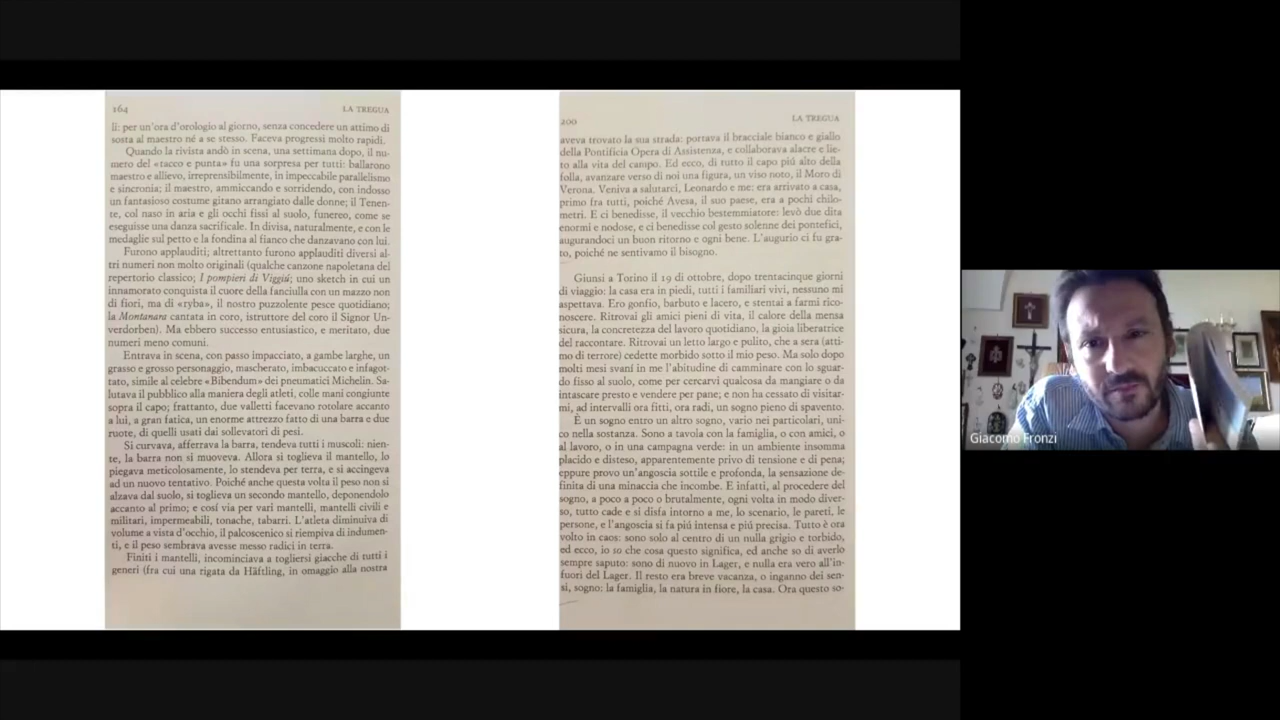 164
LA TREGUA
lì: per un'ora d'orologio al giorno, senza concedere un attimo di
sosta al maestro né a se stesso. Faceva progressi molto rapidi.
Quando la rivista andò in scena, una settimana dopo, il nu-
mero del «tacco e punta» fu una sorpresa per tutti: ballarono
maestro e allievo, irreprensibilmente, in impeccabile parallelismo
e sincronia; il maestro, ammiccando e sorridendo, con indosso
un fantasioso costume gitano arrangiato dalle donne; il Tenen-
te, col naso in aria e gli occhi fissi al suolo, funereo, come se
eseguisse una danza sacrificale. In divisa, naturalmente, e con le
medaglie sul petto e la fondina al fianco che danzavano con lui.
Furono applauditi; altrettanto furono applauditi diversi al-
tri numeri non molto originali (qualche canzone napoletana del
repertorio classico; I pompieri di Viggiú; uno sketch in cui un
innamorato conquista il cuore della fanciulla con un mazzo non
di fiori, ma di «ryba», il nostro puzzolente pesce quotidiano;
la Montanara cantata in coro, istruttore del coro il Signor Un-
verdorben). Ma ebbero successo entusiastico, e meritato, due
numeri meno comuni.
Entrava in scena, con passo impacciato, a gambe larghe, un
grasso e grosso personaggio, mascherato, imbacuccato e infagot-
tato, simile al celebre «Bibendum» dei pneumatici Michelin. Sa-
lutava il pubblico alla maniera degli atleti, colle mani congiunte
sopra il capo; frattanto, due valletti facevano rotolare accanto
a lui, a gran fatica, un enorme attrezzo fatto di una barra e due
ruote, di quelli usati dai sollevatori di pesi.
Si curvava, afferrava la barra, tendeva tutti i muscoli: nien-
te, la barra non si muoveva. Allora si toglieva il mantello, lo
piegava meticolosamente, lo stendeva per terra, e si accingeva
ad un nuovo tentativo. Poiché anche questa volta il peso non si
alzava dal suolo, si toglieva un secondo mantello, deponendolo
accanto al primo; e cosí via per vari mantelli, mantelli civili e
militari, impermeabili, tonache, tabarri. L'atleta diminuiva di
volume a vista d'occhio, il palcoscenico si riempiva di indumen-
ti, e il peso sembrava avesse messo radici in terra.
Finiti i mantelli, incominciava a togliersi giacche di tutti i
generi (fra cui una rigata da Häftling, in omaggio alla nostra
200
LA TREGUA
aveva trovato la sua strada: portava il bracciale bianco e giallo
della Pontificia Opera di Assistenza, e collaborava alacre e lie-
to alla vita del campo. Ed ecco, di tutto il capo piú alto della
folla, avanzare verso di noi una figura, un viso noto, il Moro di
Verona. Veniva a salutarci, Leonardo e me: era arrivato a casa,
primo fra tutti, poiché Avesa, il suo paese, era a pochi chilo-
metri. E ci benedisse, il vecchio bestemmiatore: levò due dita
enormi e nodose, e ci benedisse col gesto solenne dei pontefici,
augurandoci un buon ritorno e ogni bene. L'augurio ci fu gra-
to, poiché ne sentivamo il bisogno.
Giunsi a Torino il 19 di ottobre, dopo trentacinque giorni
di viaggio: la casa era in piedi, tutti i familiari vivi, nessuno mi
aspettava. Ero gonfio, barbuto e lacero, e stentai a farmi rico-
noscere. Ritrovai gli amici pieni di vita, il calore della mensa
sicura, la concretezza del lavoro quotidiano, la gioia liberatrice
del raccontare. Ritrovai un letto largo e pulito, che a sera (atti-
mo di terrore) cedette morbido sotto il mio peso. Ma solo dopo
molti mesi svaní in me l'abitudine di camminare con lo sguar-
do fisso al suolo, come per cercarvi qualcosa da mangiare o da
intascare presto e vendere per pane; e non ha cessato di visitar-
mi, ad intervalli ora fitti, ora radi, un sogno pieno di spavento.
È un sogno entro un altro sogno, vario nei particolari, uni-
co nella sostanza. Sono a tavola con la famiglia, o con amici, o
al lavoro, o in una campagna verde: in un ambiente insomma
placido e disteso, apparentemente privo di tensione e di pena;
eppure provo un'angoscia sottile e profonda, la sensazione de-
finita di una minaccia che incombe. E infatti, al procedere del
sogno, a poco a poco o brutalmente, ogni volta in modo diver-
so, tutto cade e si disfa intorno a me, lo scenario, le pareti, le
persone, e l'angoscia si fa piú intensa e piú precisa. Tutto è ora
volto in caos: sono solo al centro di un nulla grigio e torbido,
ed ecco, io so che cosa questo significa, ed anche so di averlo
sempre saputo: sono di nuovo in Lager, e nulla era vero all'in-
fuori del Lager. Il resto era breve vacanza, o inganno dei sen-
si, sogno: la famiglia, la natura in fiore, la casa. Ora questo so-
Giacomo Fronzi